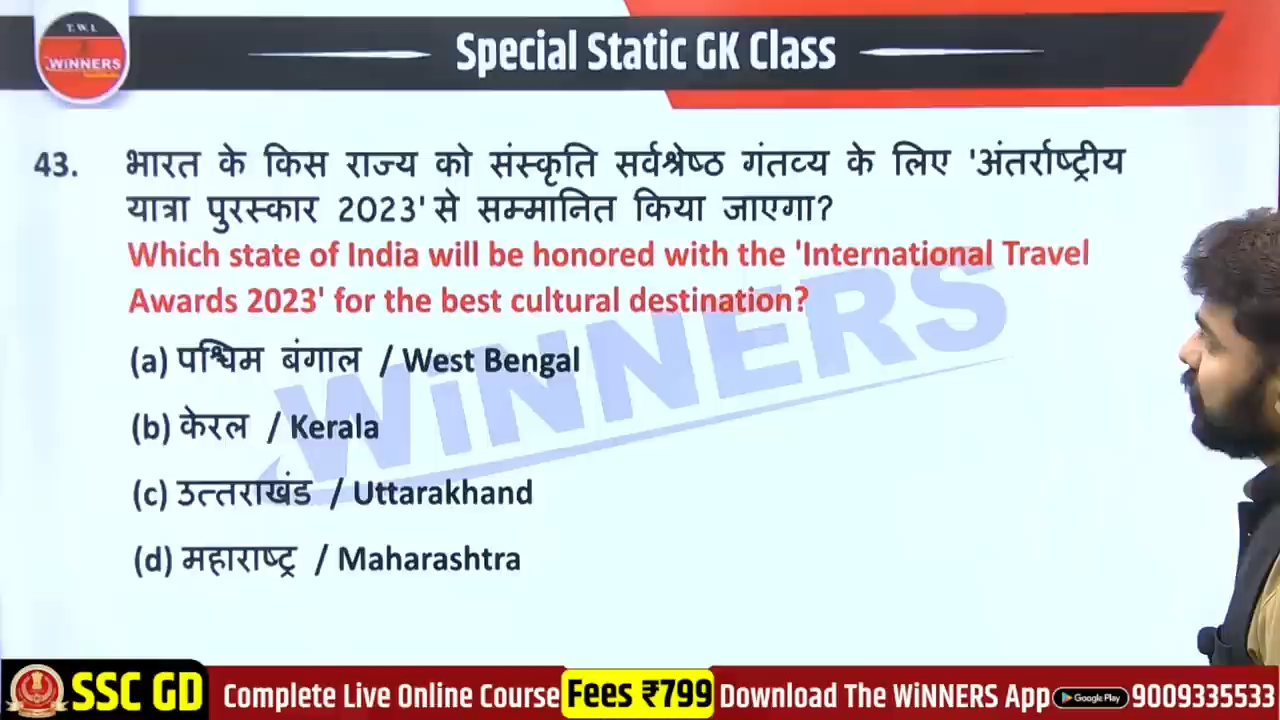 T.W.I.
WiNNERS
Special Static GK Class
43. भारत के किस राज्य को संस्कृति सर्वश्रेष्ठ गंतव्य के लिए 'अंतर्राष्ट्रीय
यात्रा पुरस्कार 2023' से सम्मानित किया जाएगा?
Which state of India will be honored with the 'International Travel
Awards 2023' for the best cultural destination?
(a) पश्चिम बंगाल / West Bengal
(b) केरल / Kerala
(c) उत्तराखंड / Uttarakhand
(d) महाराष्ट्र / Maharashtra
WiNNERS
SSC GD Complete Live Online Course Fees ₹799 Download The WiNNERS App Google Play 9009335533